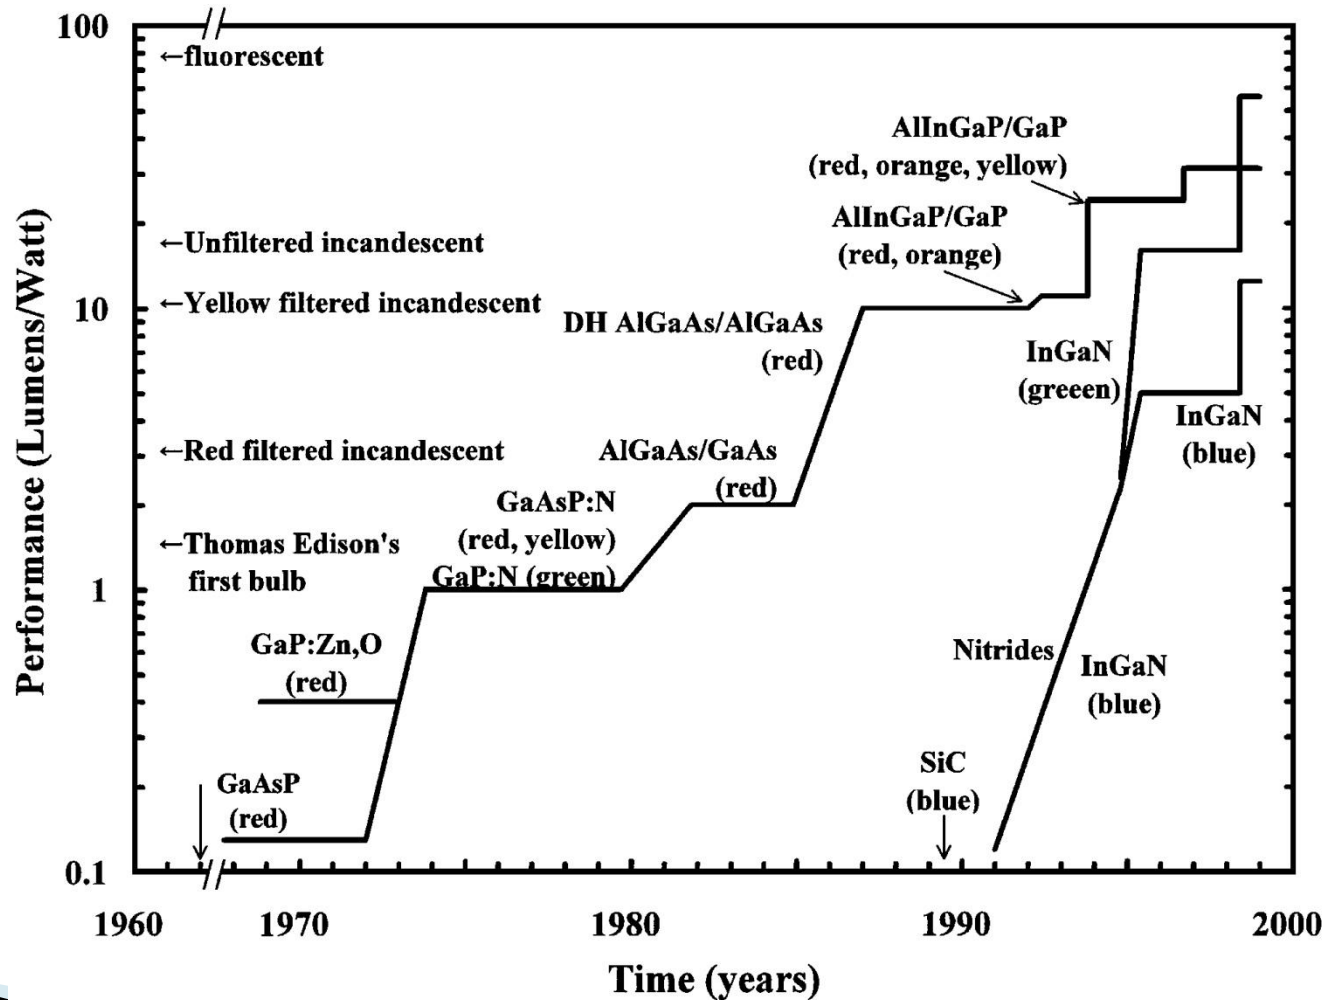 100
←fluorescent
AlInGaP/GaP
(red, orange, yellow)
AlInGaP/GaP
(red, orange)
←Unfiltered incandescent
←Yellow filtered incandescent
10
DH AlGaAs/AlGaAs
(red)
InGaN
(greeen)
InGaN
(blue)
←Red filtered incandescent
AlGaAs/GaAs
(red)
GaAsP:N
(red, yellow)
GaP:N (green)
←Thomas Edison's
first bulb
1
GaP:Zn,O
(red)
Nitrides
InGaN
(blue)
GaAsP
(red)
SiC
(blue)
0.1
1960 1970 1980 1990 2000
Time (years)
Performance (Lumens/Watt)